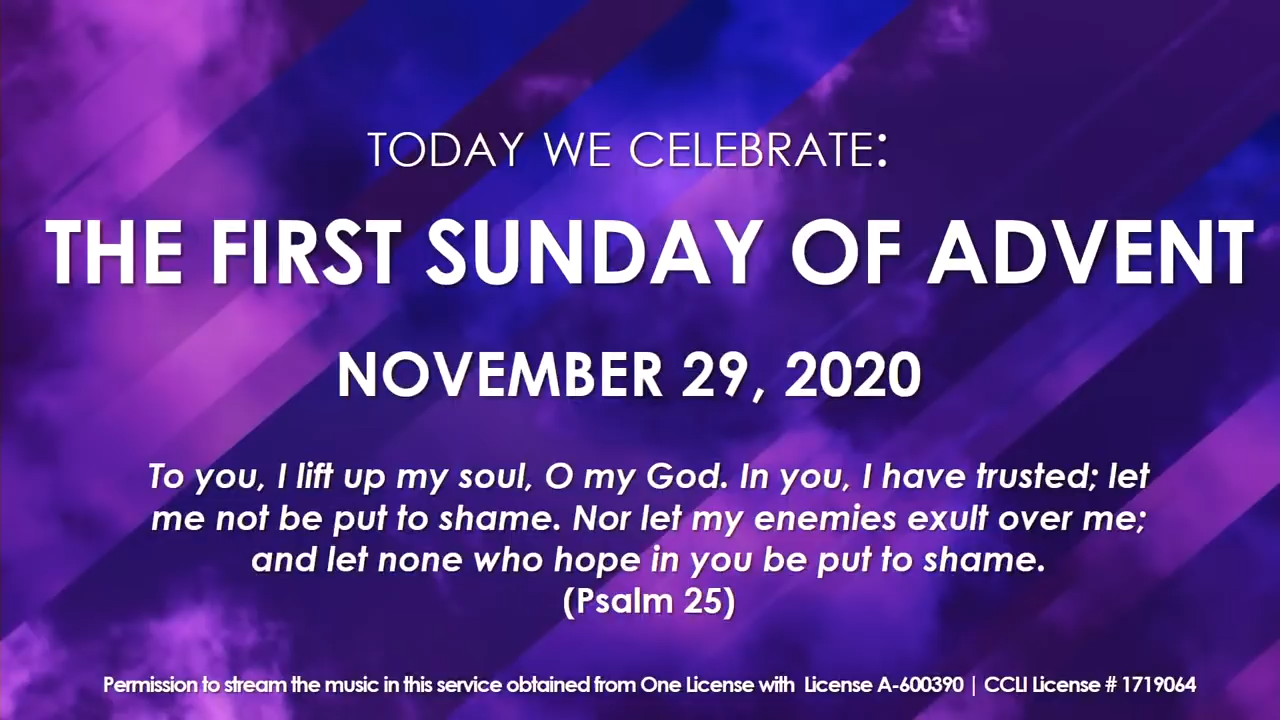 TODAY WE CELEBRATE:
THE FIRST SUNDAY OF ADVENT
NOVEMBER 29, 2020
To you, I lift up my soul, O my God. In you, I have trusted; let
me not be put to shame. Nor let my enemies exult over me;
and let none who hope in you be put to shame.
(Psalm 25)
Permission to stream the music in this service obtained from One License with License A-600390 | CCLI License # 1719064